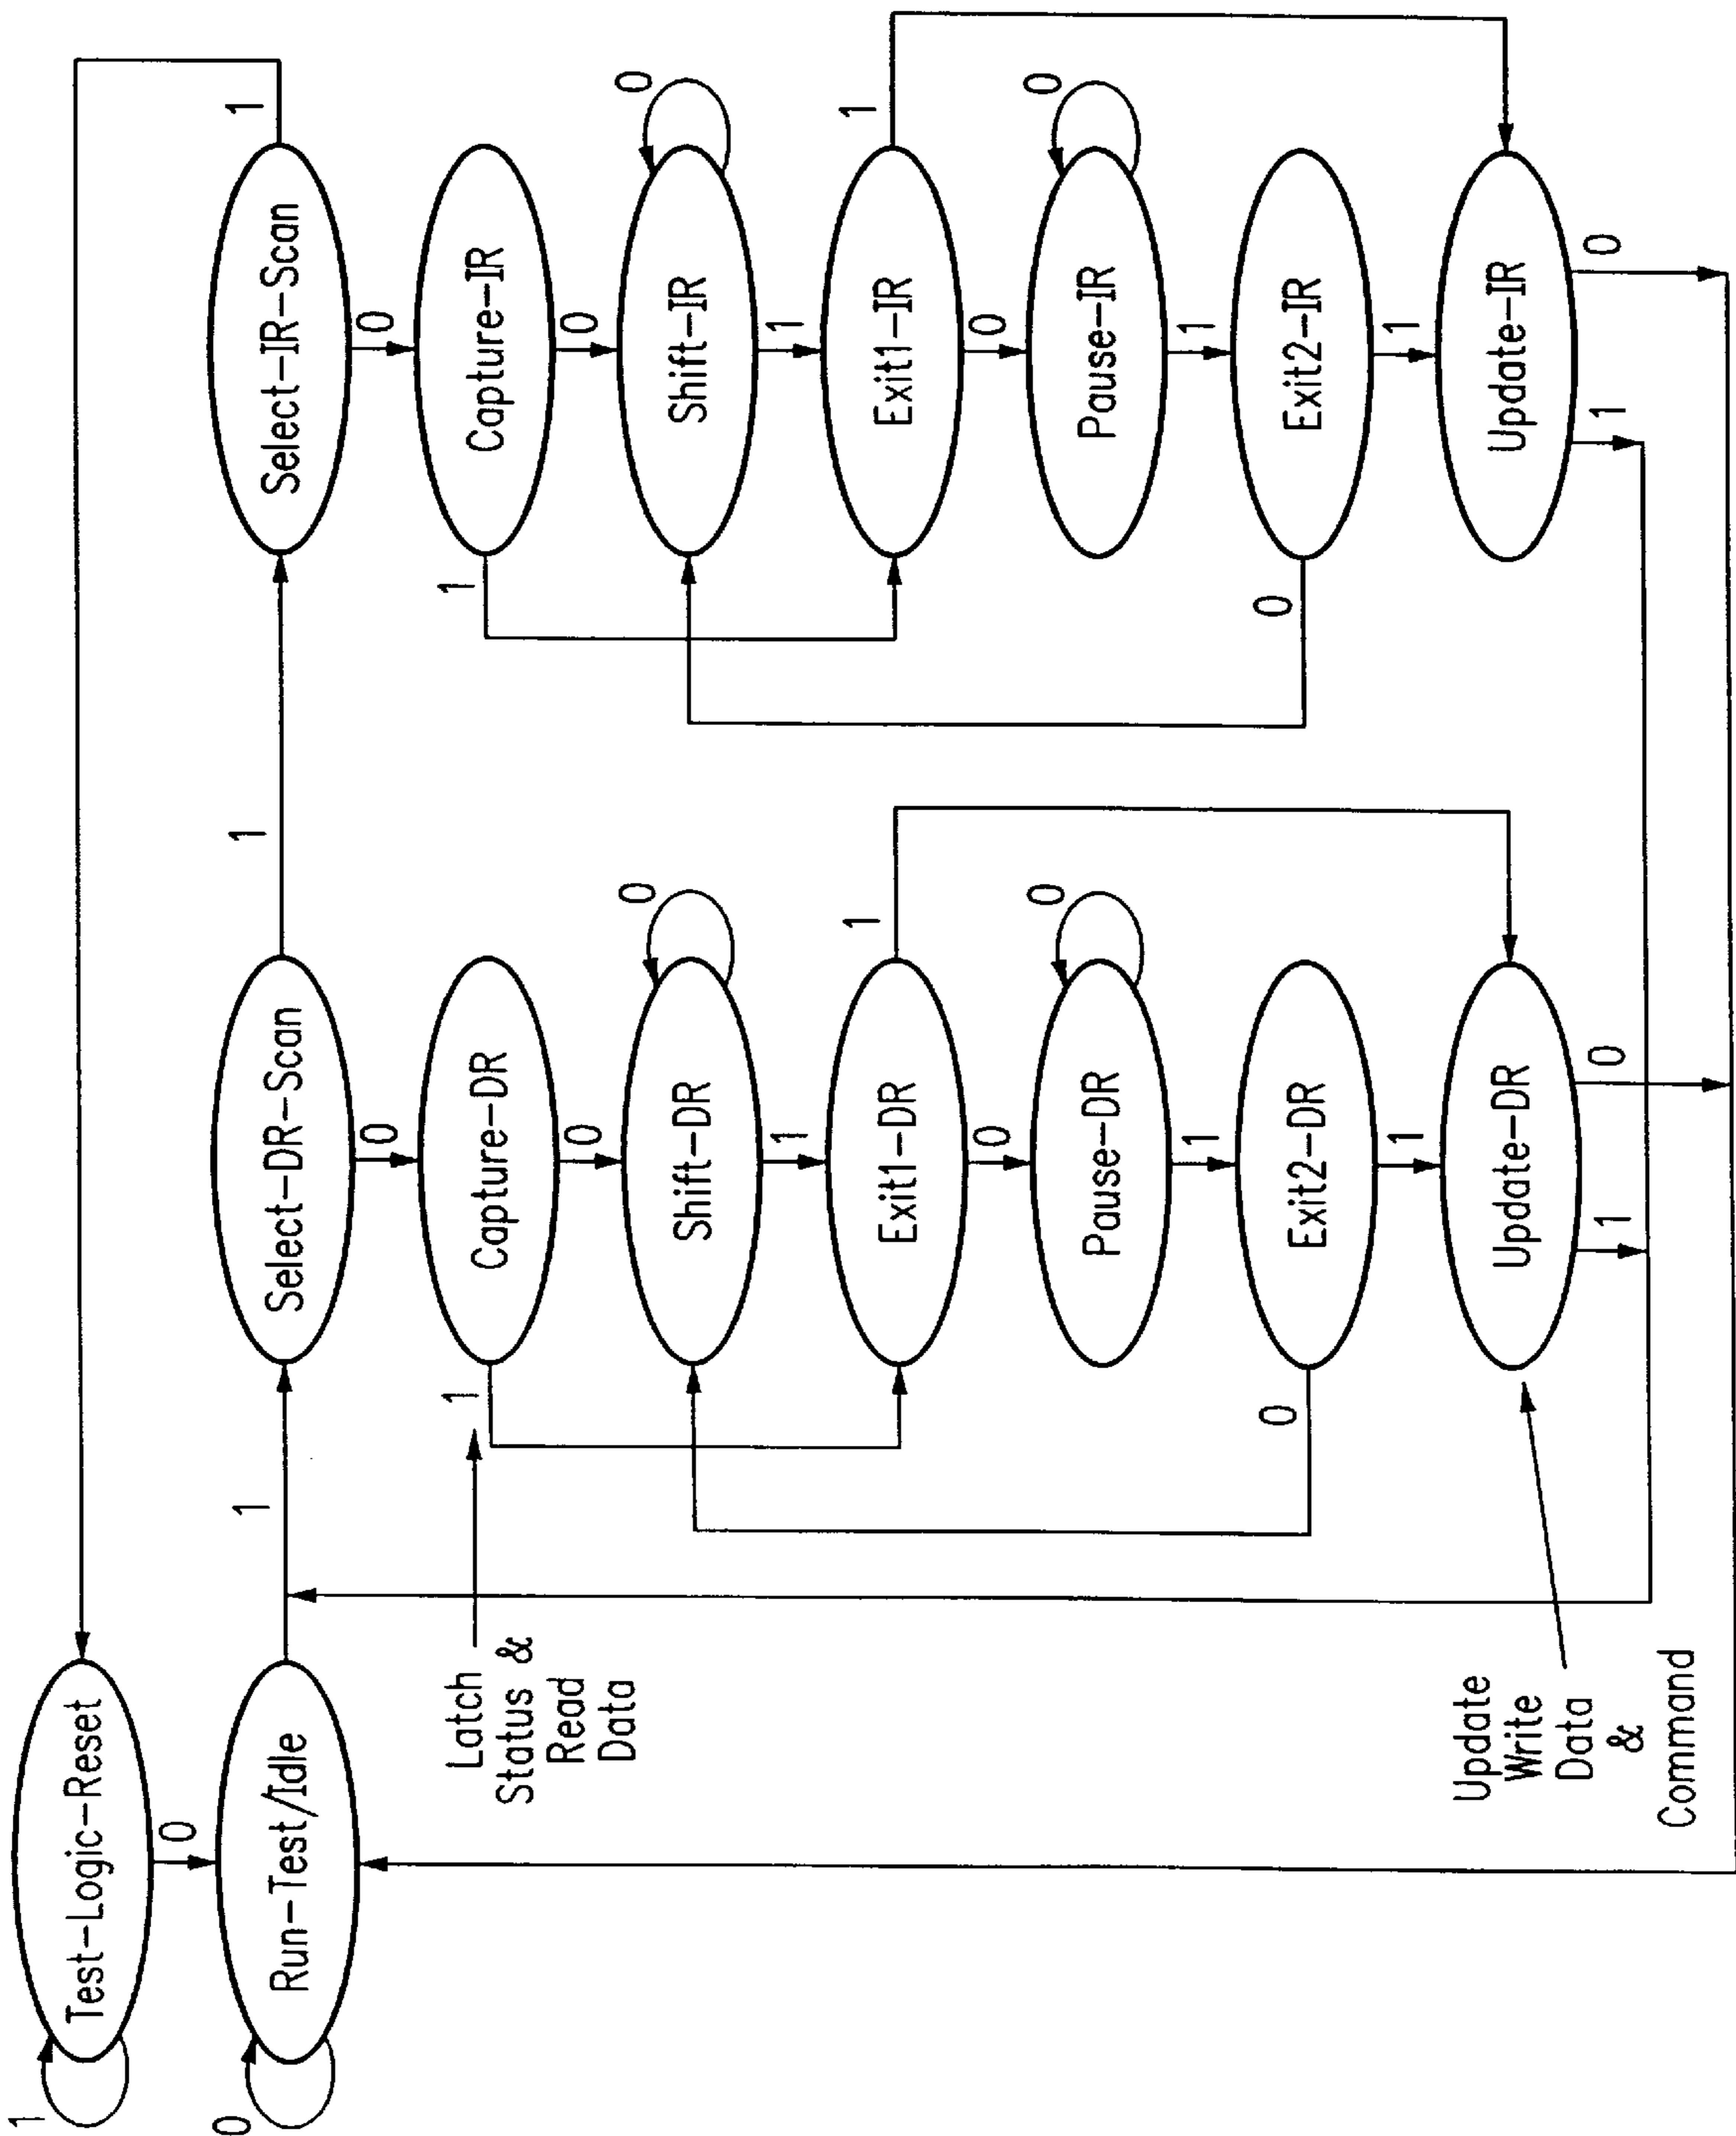 1
Test-Logic-Reset
0
0
Run-Test/Idle
1
Select-DR-Scan
1
Select-IR-Scan
1
0
0
Latch
Status &
Read
Data
1
Capture-DR
1
Capture-IR
0
0
Shift-DR
0
Shift-IR
0
1
1
Exit1-DR
1
Exit1-IR
1
0
0
Pause-DR
0
Pause-IR
0
1
1
0
Exit2-DR
0
Exit2-IR
1
1
Update
Write
Data
&
Command
Update-DR
Update-IR
1
0
1
0